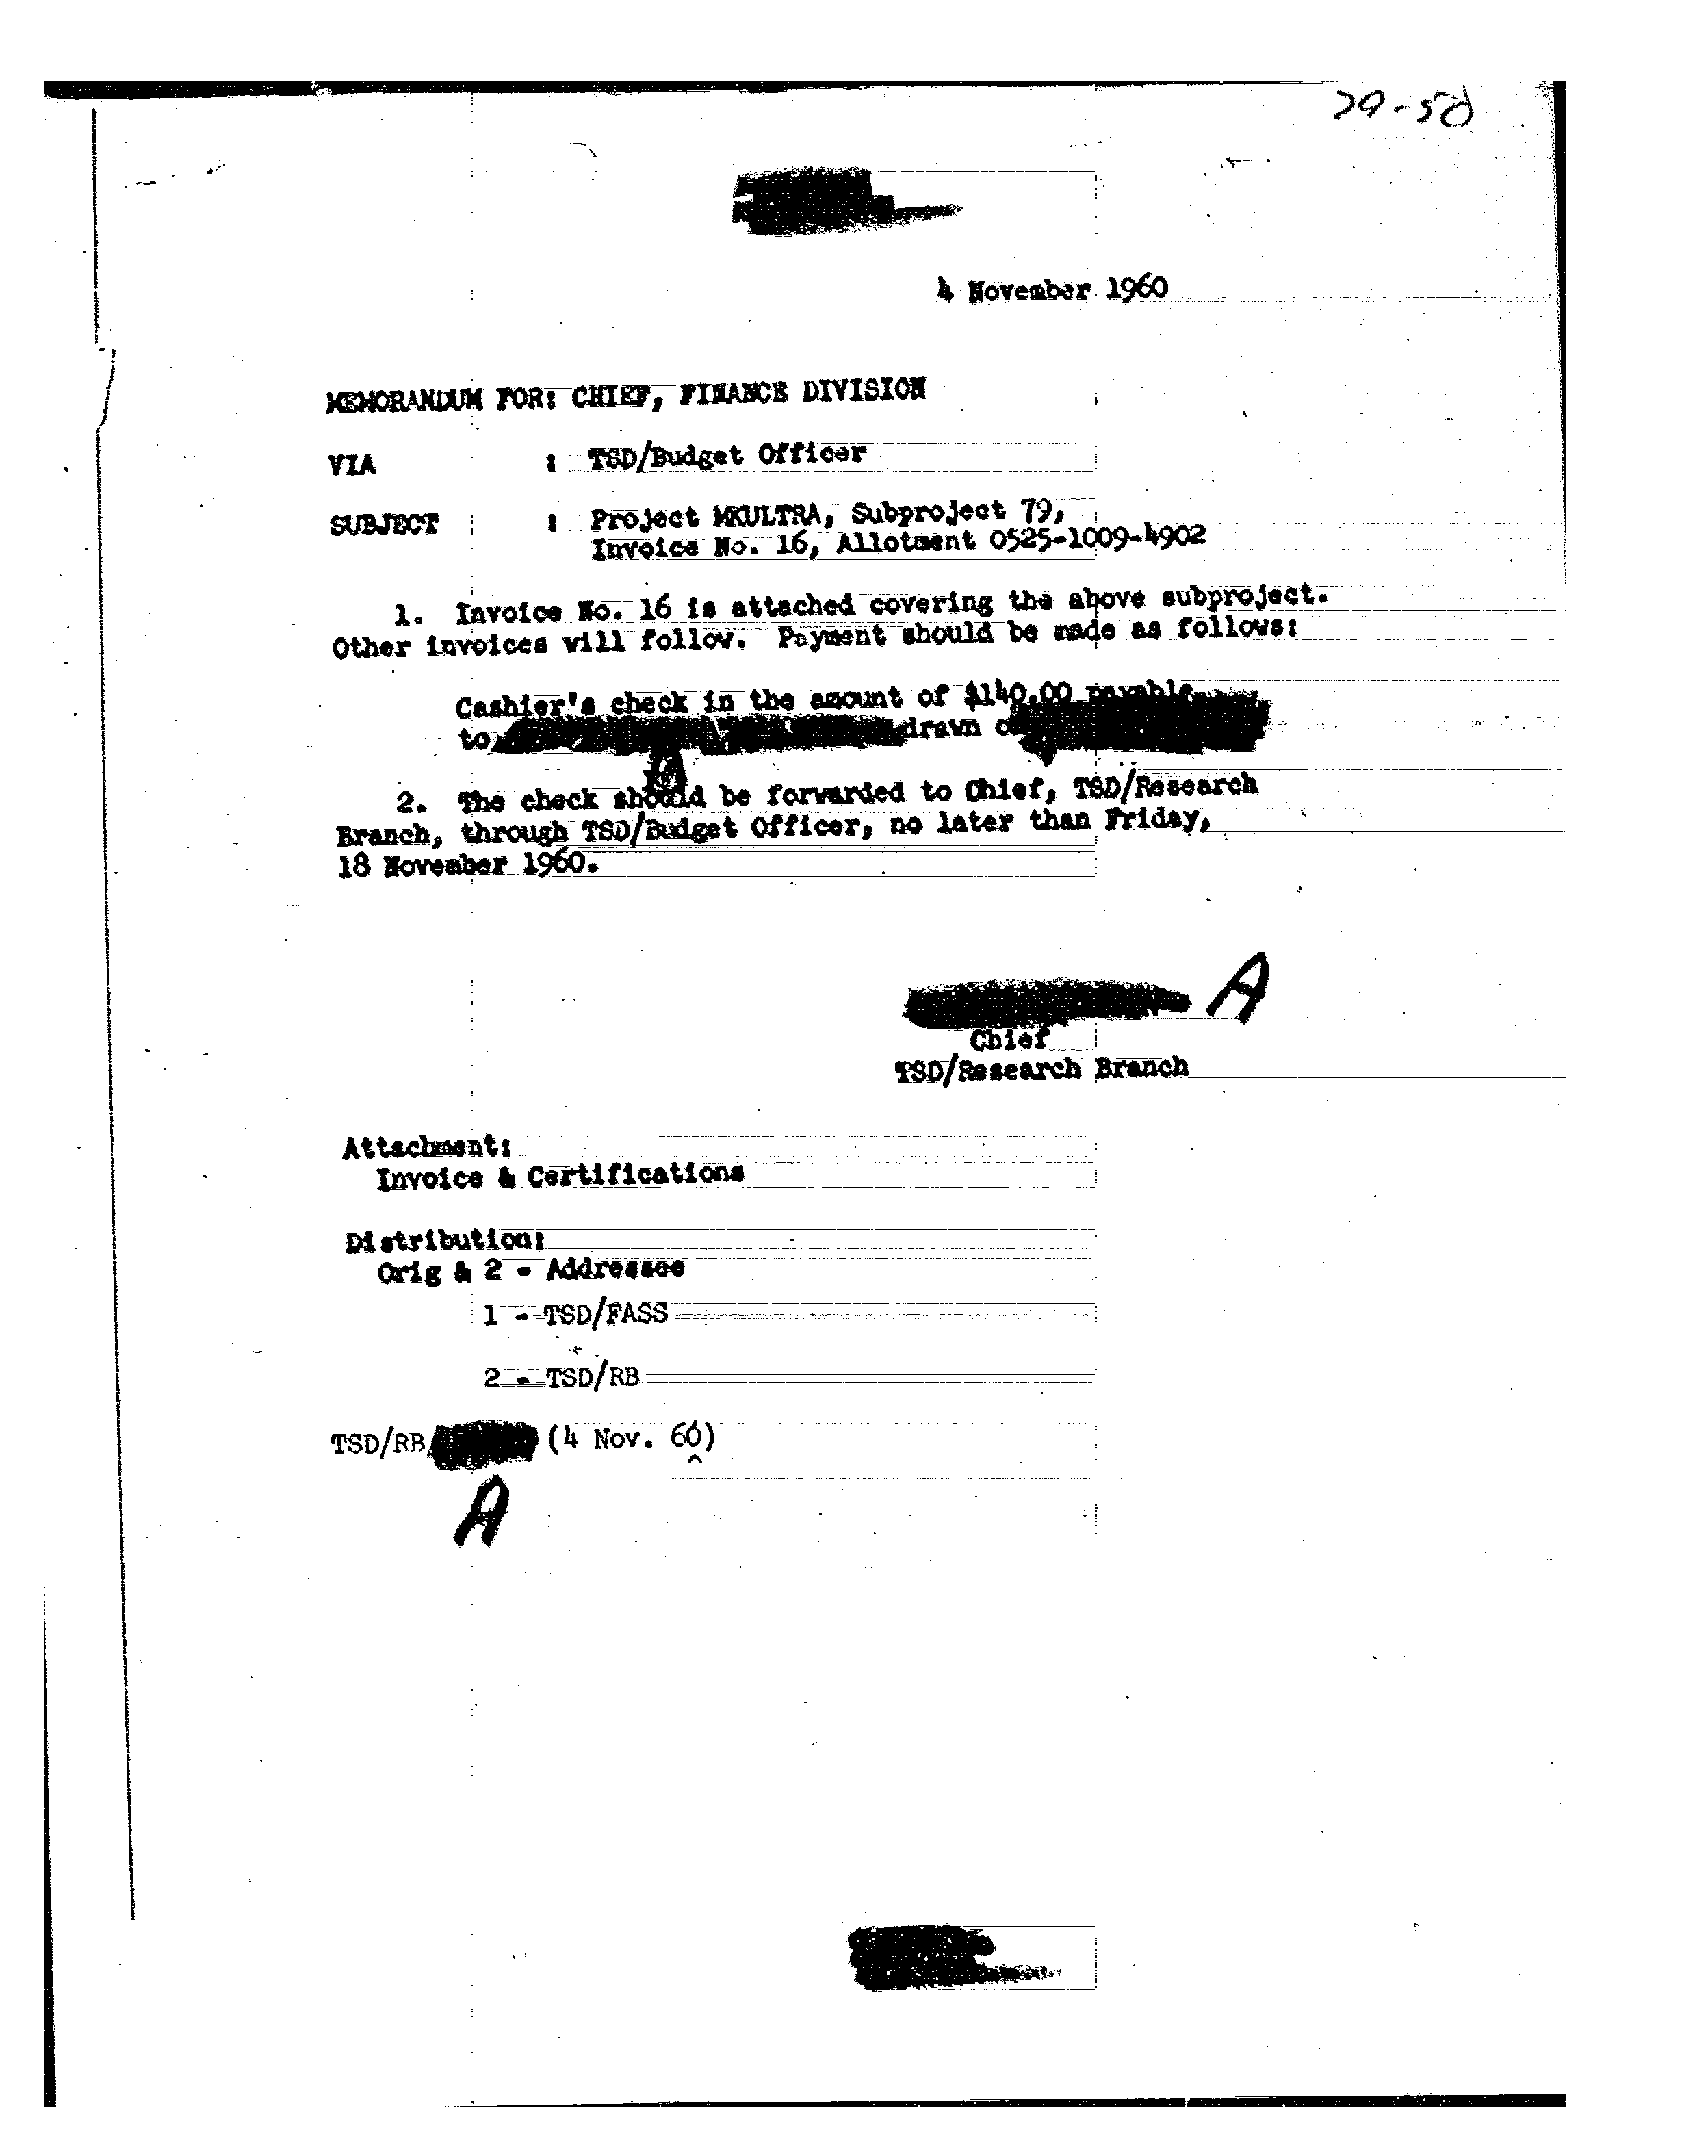 4 November 1960
MEMORANDUM FOR: CHIEF, FINANCE DIVISION
VIA : TSD/Budget Officer
SUBJECT : Project MKULTRA, Subproject 79,
Invoice No. 16, Allotment 0525-1009-4902
1. Invoice No. 16 is attached covering the above subproject.
Other invoices will follow. Payment should be made as follows:
Cashier's check in the amount of $140.00 payable
to drawn
2. The check should be forwarded to Chief, TSD/Research
Branch, through TSD/Budget Officer, no later than Friday,
18 November 1960.
A
Chief
TSD/Research Branch
Attachment:
Invoice & Certifications
Distribution:
Orig & 2 - Addressee
1 - TSD/FASS
2 - TSD/RB
TSD/RB (4 Nov. 60)
A